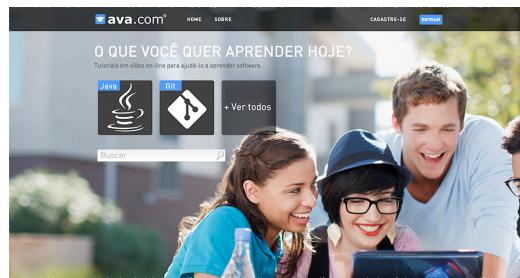 ava.com®
HOME
SOBRE
CADASTRE-SE
ENTRAR
O QUE VOCÊ QUER APRENDER HOJE?
Tutoriais em vídeo on-line para ajudá-lo a aprender software.
Java
Git
+ Ver todos
Buscar